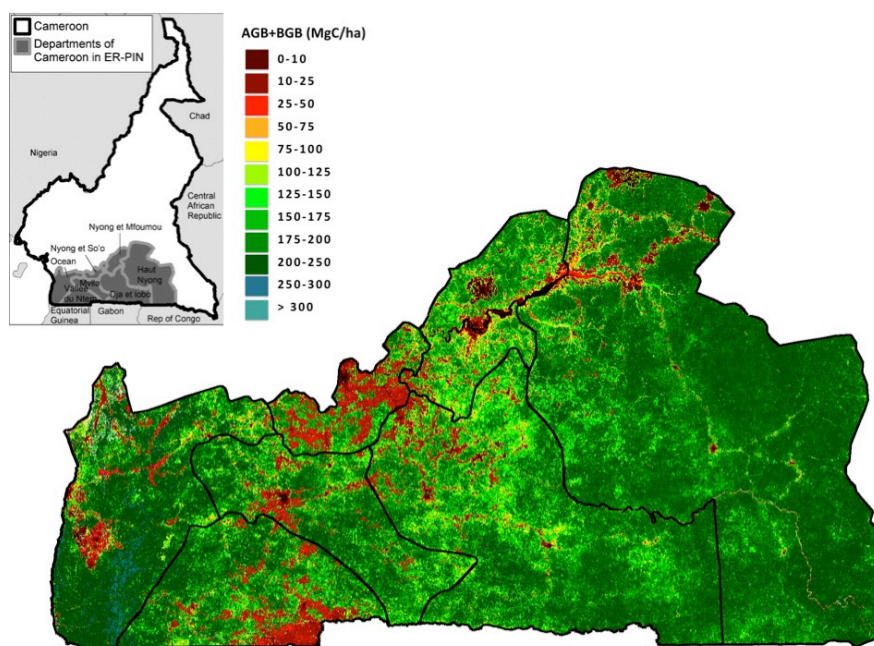 Cameroon
Departments of
Cameroon in ER-PIN
Chad
Nigeria
Central
African
Republic
Nyong et Mfoumou
Nyong et So'o
Ocean
Mvila
Haut
Nyong
Vallée
du Ntem
Dja et lobo
Equatorial
Guinea
Gabon
Rep of Congo
AGB+BGB (MgC/ha)
0-10
10-25
25-50
50-75
75-100
100-125
125-150
150-175
175-200
200-250
250-300
> 300